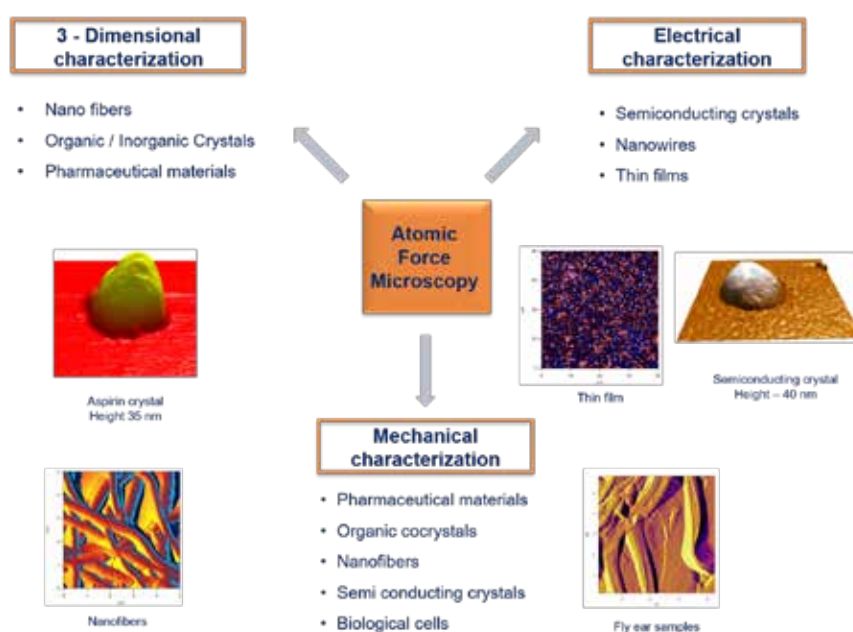 3 - Dimensional
characterization
• Nano fibers
• Organic / Inorganic Crystals
• Pharmaceutical materials
Electrical
characterization
• Semiconducting crystals
• Nanowires
• Thin films
Atomic
Force
Microscopy
Aspirin crystal
Height 35 nm
Thin film
Semiconducting crystal
Height – 40 nm
Mechanical
characterization
• Pharmaceutical materials
• Organic cocrystals
• Nanofibers
• Semi conducting crystals
• Biological cells
Nanofibers
Fly ear samples